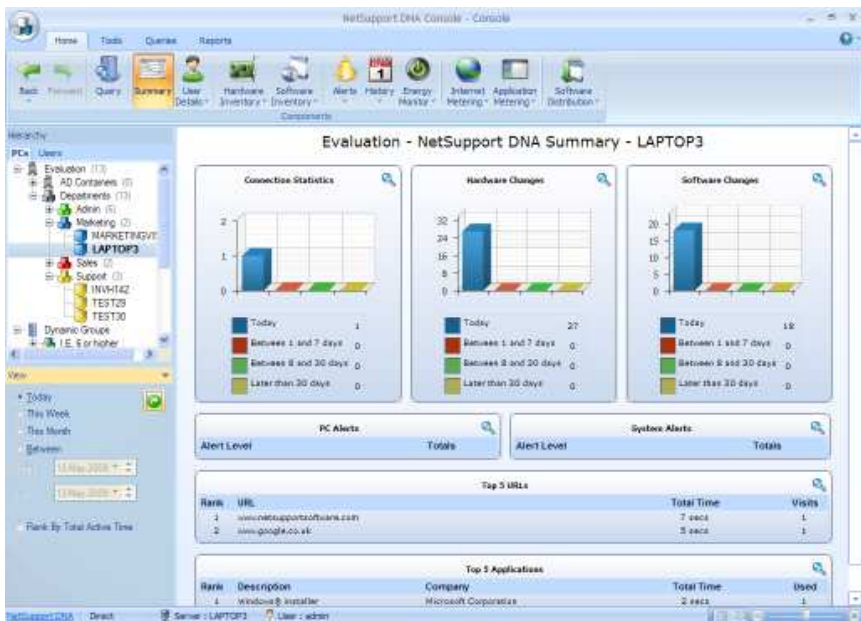 NetSupport DNA Console - Console
Home Tools Queries Reports
Back Forward Query Summary User Details Hardware Inventory Software Inventory Alerts History Energy Monitor Internet Metering Application Metering Software Distribution
Components
Hierarchy
PCs Users
Evaluation (13)
AD Containers (0)
Departments (13)
Admin (6)
Marketing (2)
LAPTOP3
Sales (2)
Support (3)
INVH142
TEST29
TEST30
Dynamic Groups
I.E. 6 or higher
View
Today
This Week
This Month
Between
13 May 2008
13 May 2008
Rank By Total Active Time
Evaluation - NetSupport DNA Summary - LAPTOP3
Connection Statistics
2
1
0
Today 1
Between 1 and 7 days 0
Between 8 and 30 days 0
Later than 30 days 0
Hardware Changes
32
24
16
8
0
Today 27
Between 1 and 7 days 0
Between 8 and 30 days 0
Later than 30 days 0
Software Changes
20
15
10
5
0
Today 18
Between 1 and 7 days 0
Between 8 and 30 days 0
Later than 30 days 0
PC Alerts
Alert Level Totals
System Alerts
Alert Level Totals
Top 5 URLs
Rank URL Total Time Visits
1 www.netsupportsoftware.com 7 secs 1
2 www.google.co.uk 5 secs 1
Top 5 Applications
Rank Description Company Total Time Used
1 Windows® installer Microsoft Corporation 2 secs 1
NetSupportDNA Direct Server : LAPTOP3 User : admin